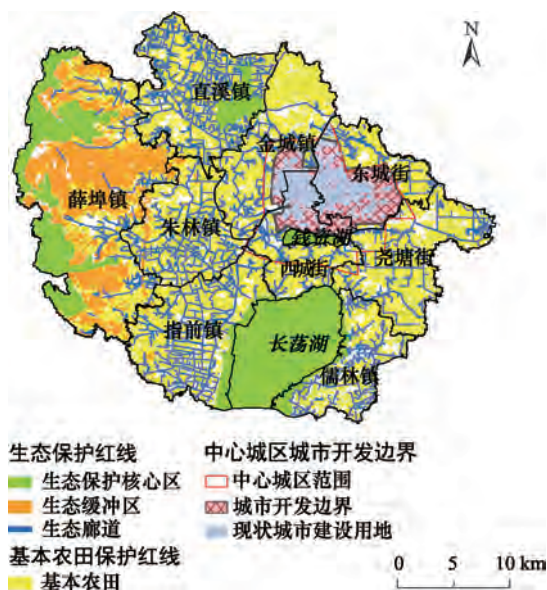 N
直溪镇
金城镇
东城街
薛埠镇
朱林镇
钱资湖
西城街
尧塘街
指前镇
长荡湖
儒林镇
生态保护红线
生态保护核心区
生态缓冲区
生态廊道
基本农田保护红线
基本农田
中心城区城市开发边界
中心城区范围
城市开发边界
现状城市建设用地
0 5 10 km